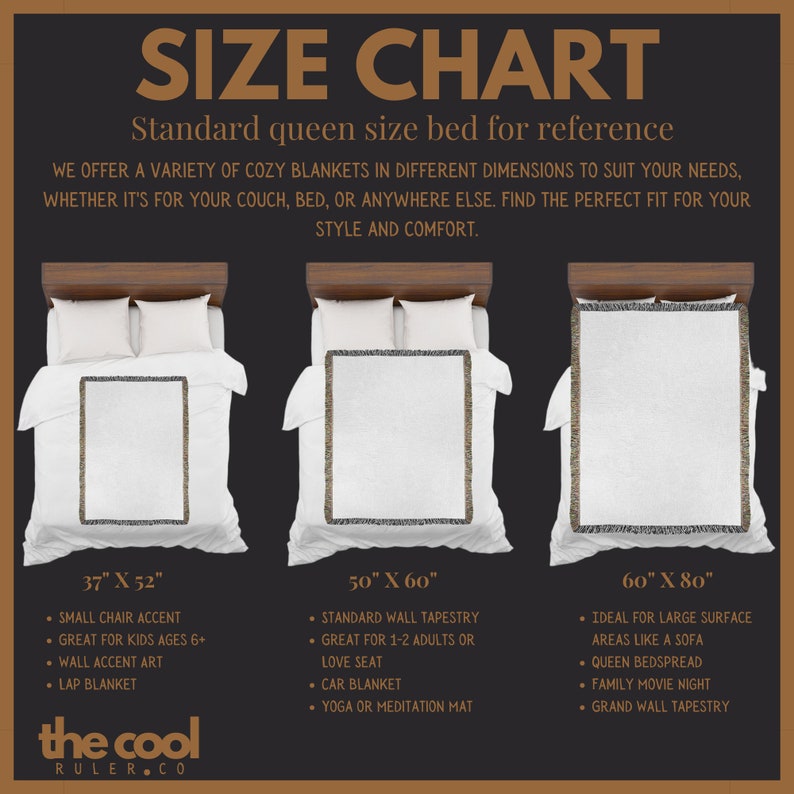 SIZE CHART
Standard queen size bed for reference
WE OFFER A VARIETY OF COZY BLANKETS IN DIFFERENT DIMENSIONS TO SUIT YOUR NEEDS,
WHETHER IT'S FOR YOUR COUCH, BED, OR ANYWHERE ELSE. FIND THE PERFECT FIT FOR YOUR
STYLE AND COMFORT.
37" X 52"
• SMALL CHAIR ACCENT
• GREAT FOR KIDS AGES 6+
• WALL ACCENT ART
• LAP BLANKET
50" X 60"
• STANDARD WALL TAPESTRY
• GREAT FOR 1-2 ADULTS OR
LOVE SEAT
• CAR BLANKET
• YOGA OR MEDITATION MAT
60" X 80"
• IDEAL FOR LARGE SURFACE
AREAS LIKE A SOFA
• QUEEN BEDSPREAD
• FAMILY MOVIE NIGHT
• GRAND WALL TAPESTRY
the cool
RULER.CO